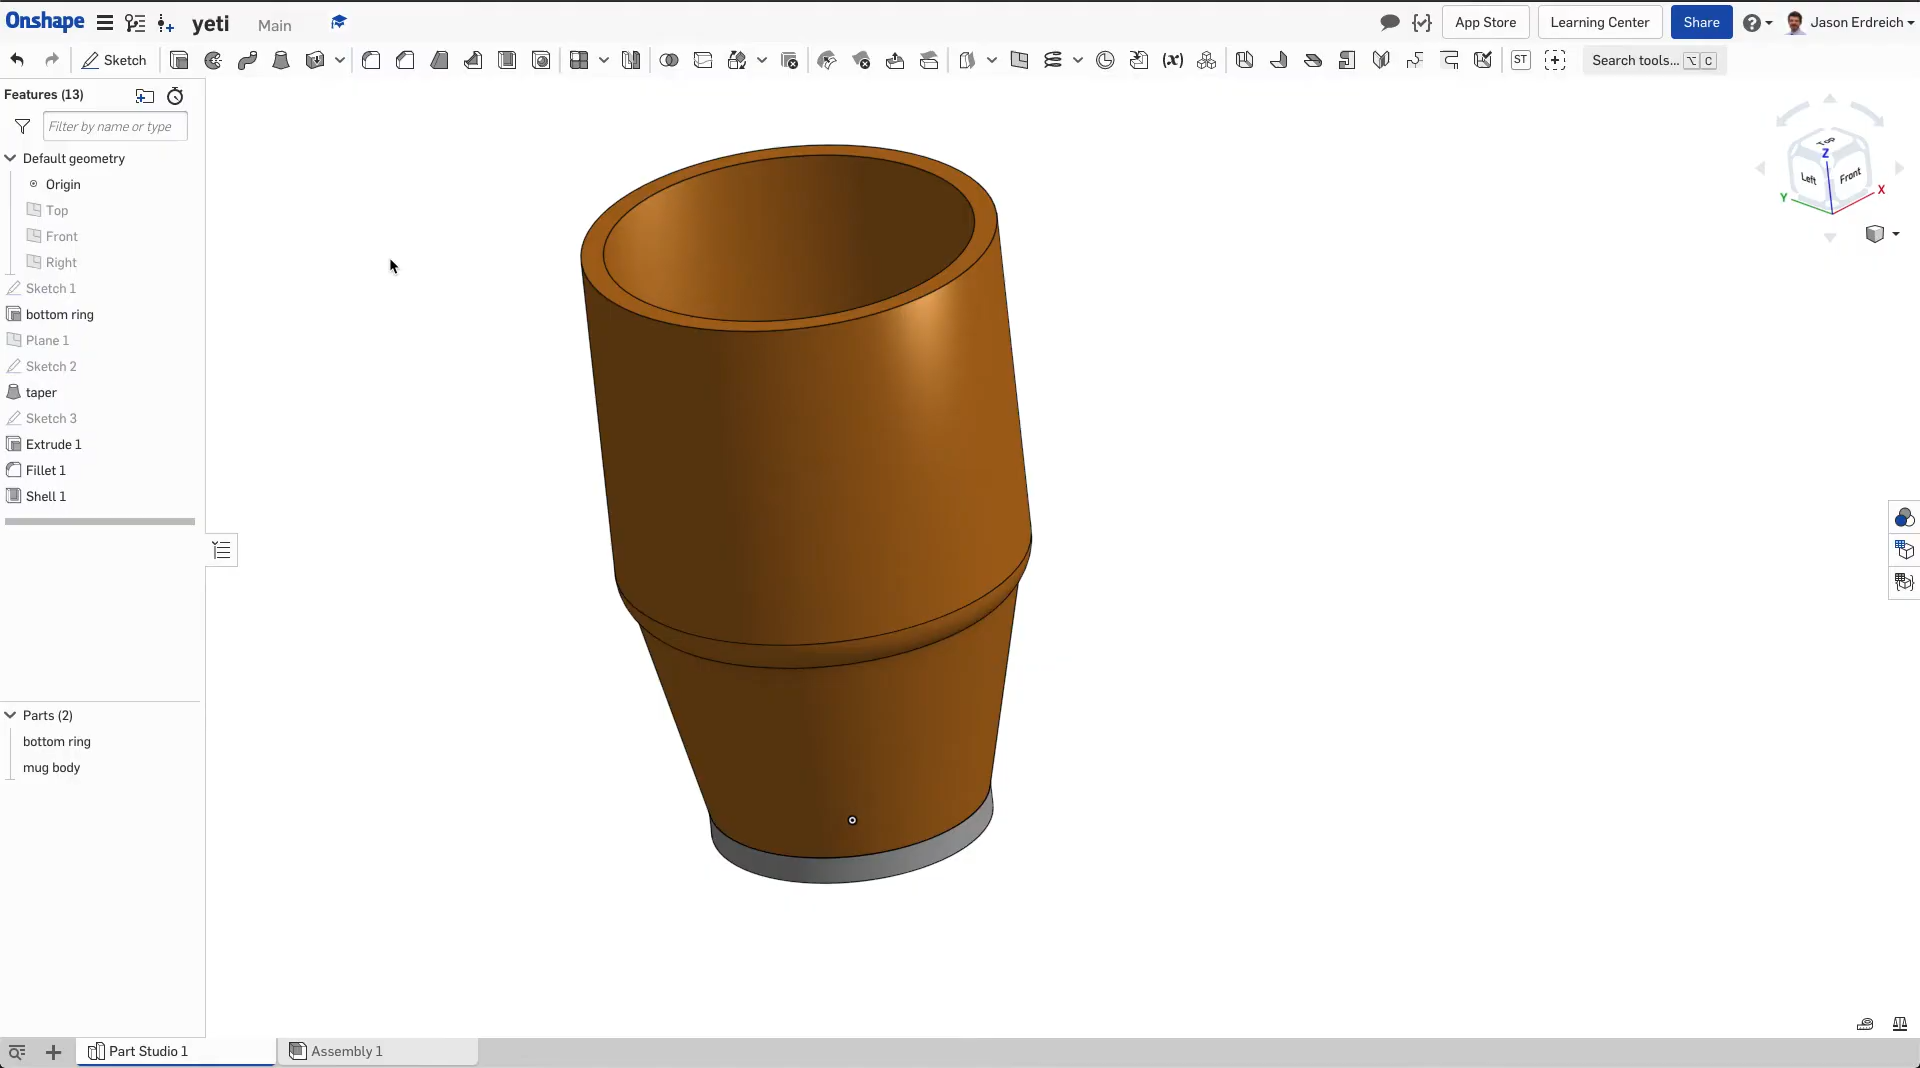 Onshape yeti Main App Store Learning Center Share Jason Erdreich
Sketch (x) ST Search tools... ⌥ C
Features (13)
Filter by name or type
Default geometry
Origin
Top
Front
Right
Sketch 1
bottom ring
Plane 1
Sketch 2
taper
Sketch 3
Extrude 1
Fillet 1
Shell 1
Parts (2)
bottom ring
mug body
Top
Z
Left Front
Y X
Part Studio 1 Assembly 1